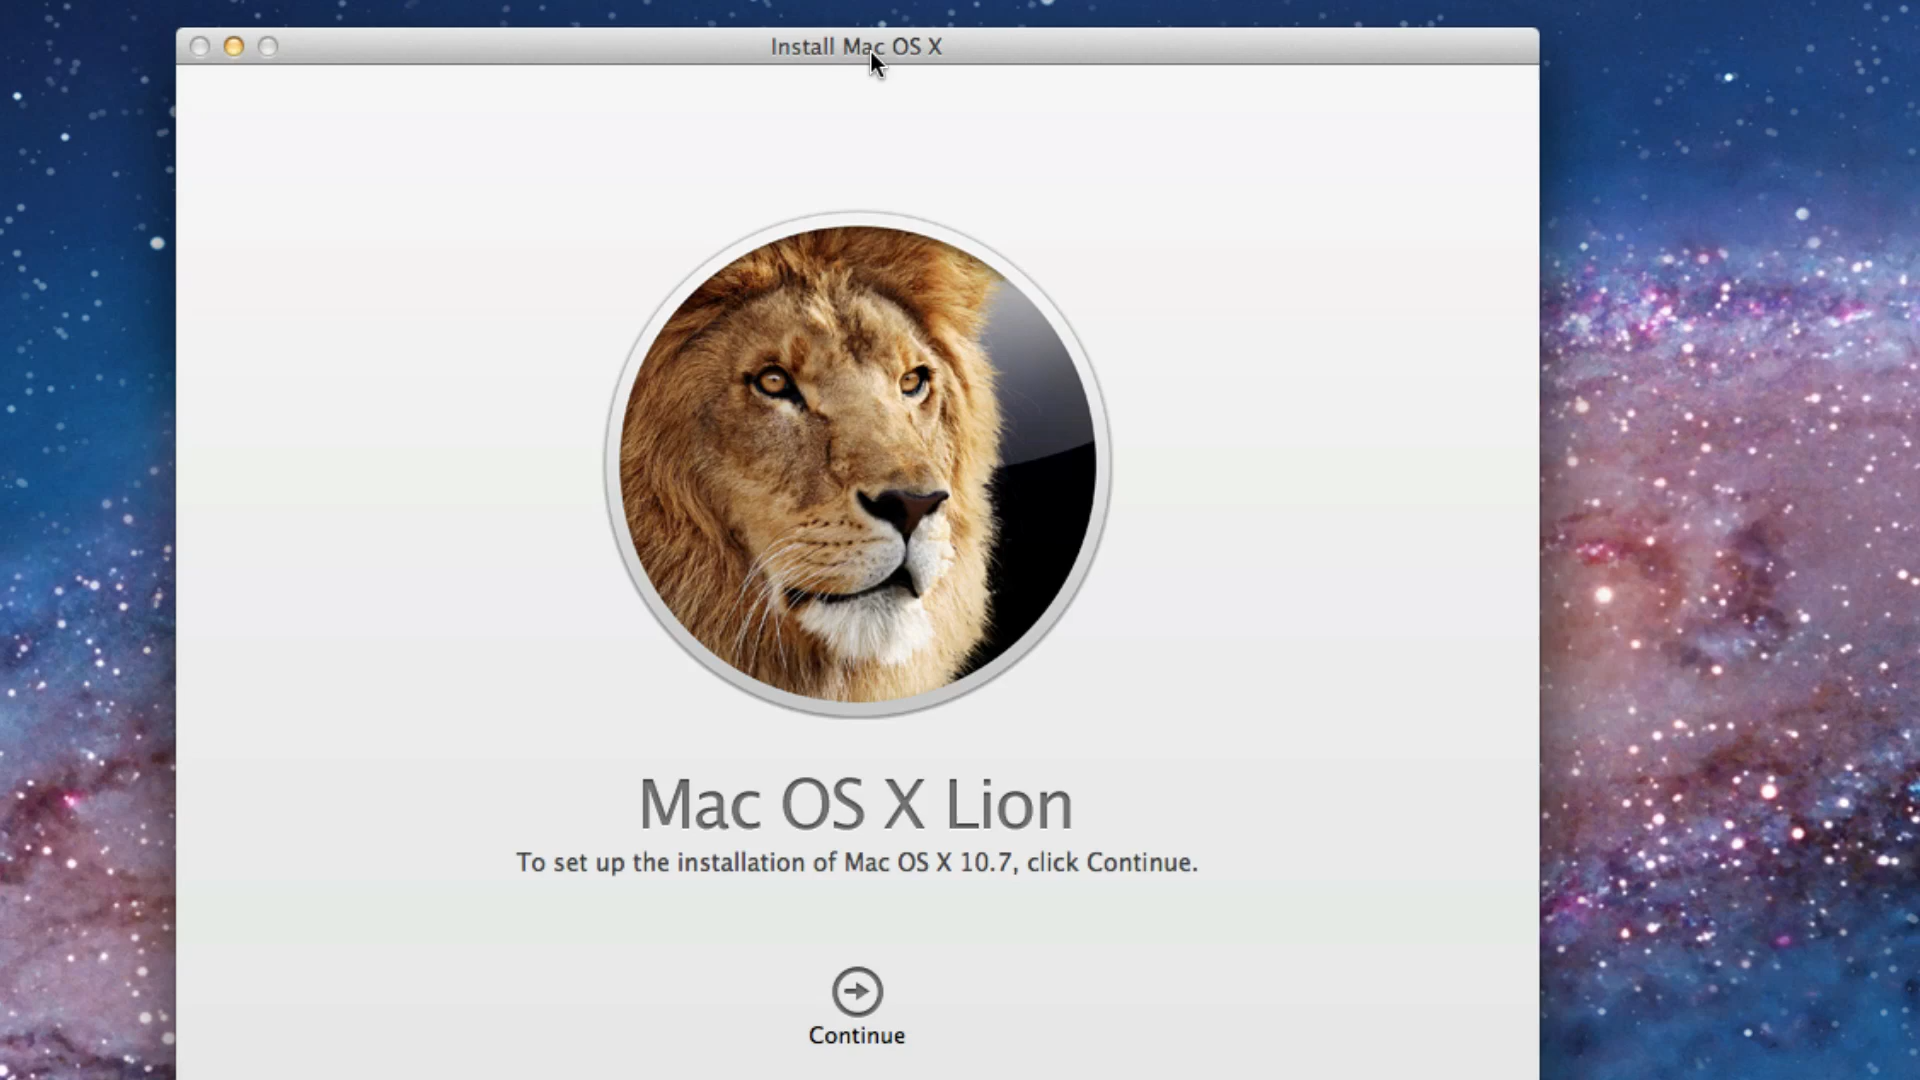 Install Mac OS X
Mac OS X Lion
To set up the installation of Mac OS X 10.7, click Continue.
Continue